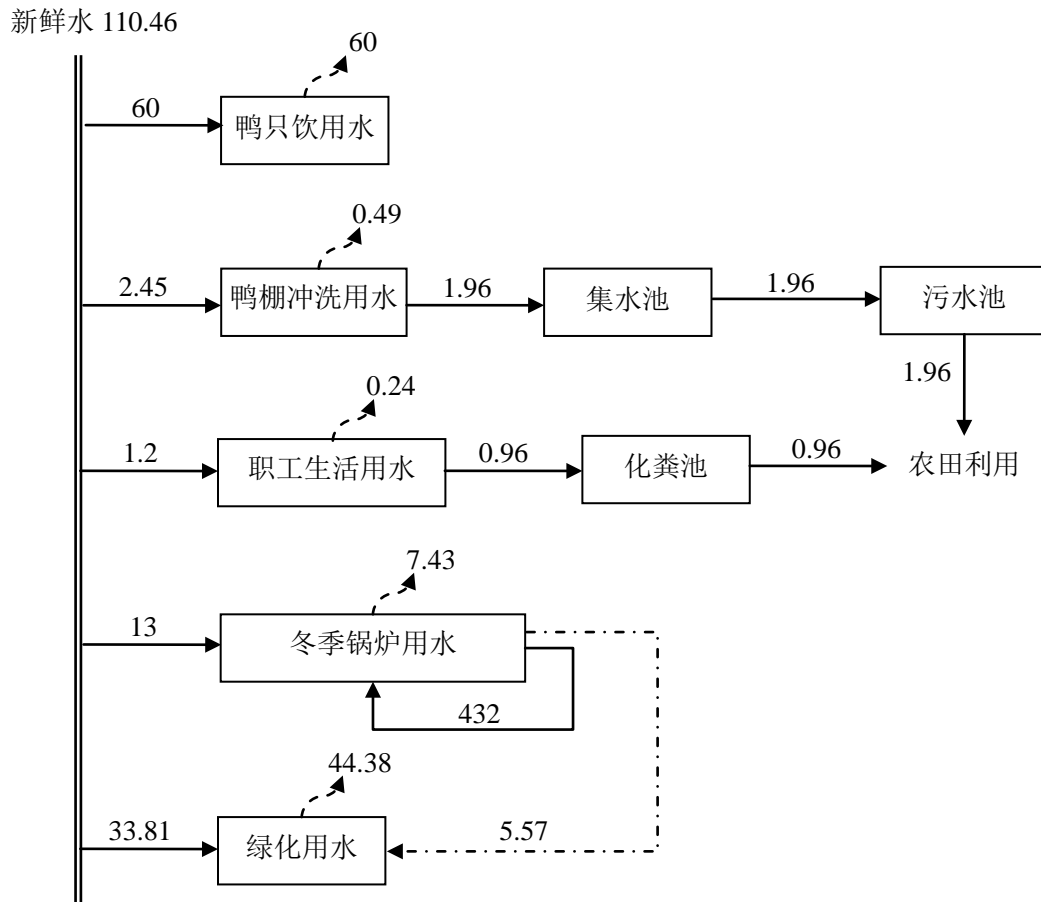 新鲜水 110.46
60
60
鸭只饮用水
0.49
2.45
鸭棚冲洗用水
1.96
集水池
1.96
污水池
1.96
0.24
1.2
职工生活用水
0.96
化粪池
0.96
农田利用
7.43
13
冬季锅炉用水
432
44.38
33.81
绿化用水
5.57